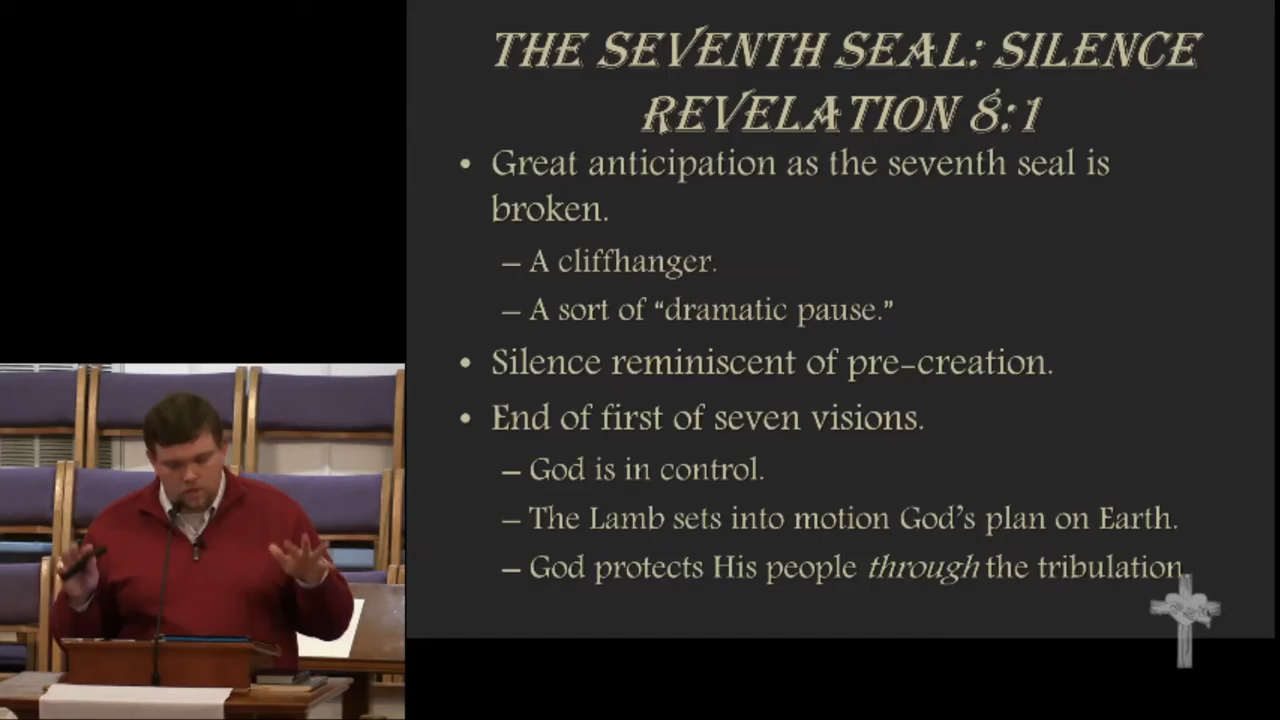 THE SEVENTH SEAL: SILENCE
REVELATION 8:1
• Great anticipation as the seventh seal is
broken.
– A cliffhanger.
– A sort of “dramatic pause.”
• Silence reminiscent of pre-creation.
• End of first of seven visions.
– God is in control.
– The Lamb sets into motion God’s plan on Earth.
– God protects His people through the tribulation.